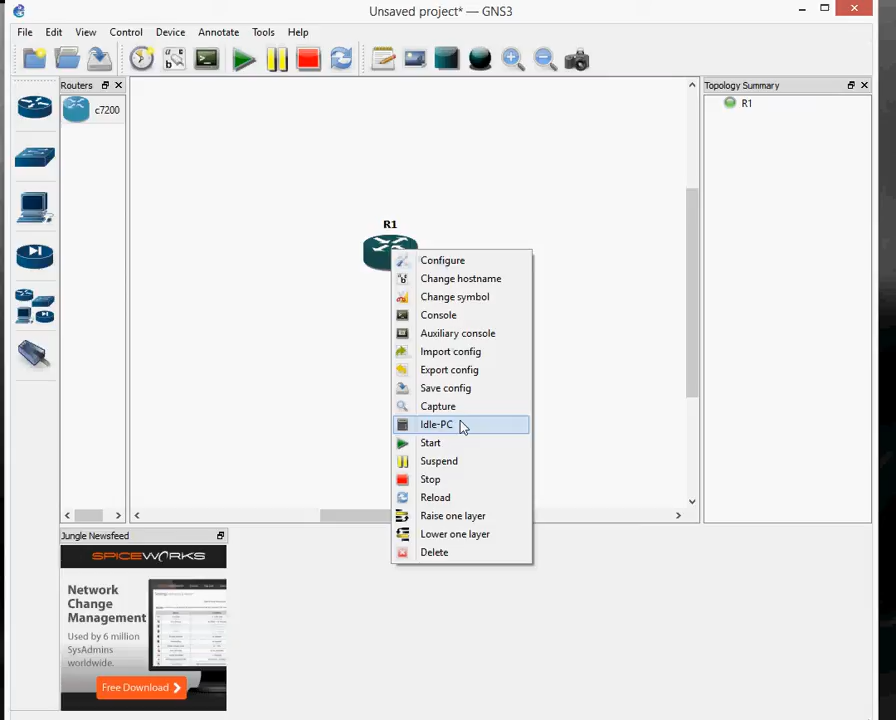 Unsaved project* — GNS3
File Edit View Control Device Annotate Tools Help
Routers
c7200
Topology Summary
R1
R1
Configure
Change hostname
Change symbol
Console
Auxiliary console
Import config
Export config
Save config
Capture
Idle-PC
Start
Suspend
Stop
Reload
Raise one layer
Lower one layer
Delete
Jungle Newsfeed
SPICEWORKS
Network
Change
Management
Used by 6 million
SysAdmins
worldwide.
Free Download